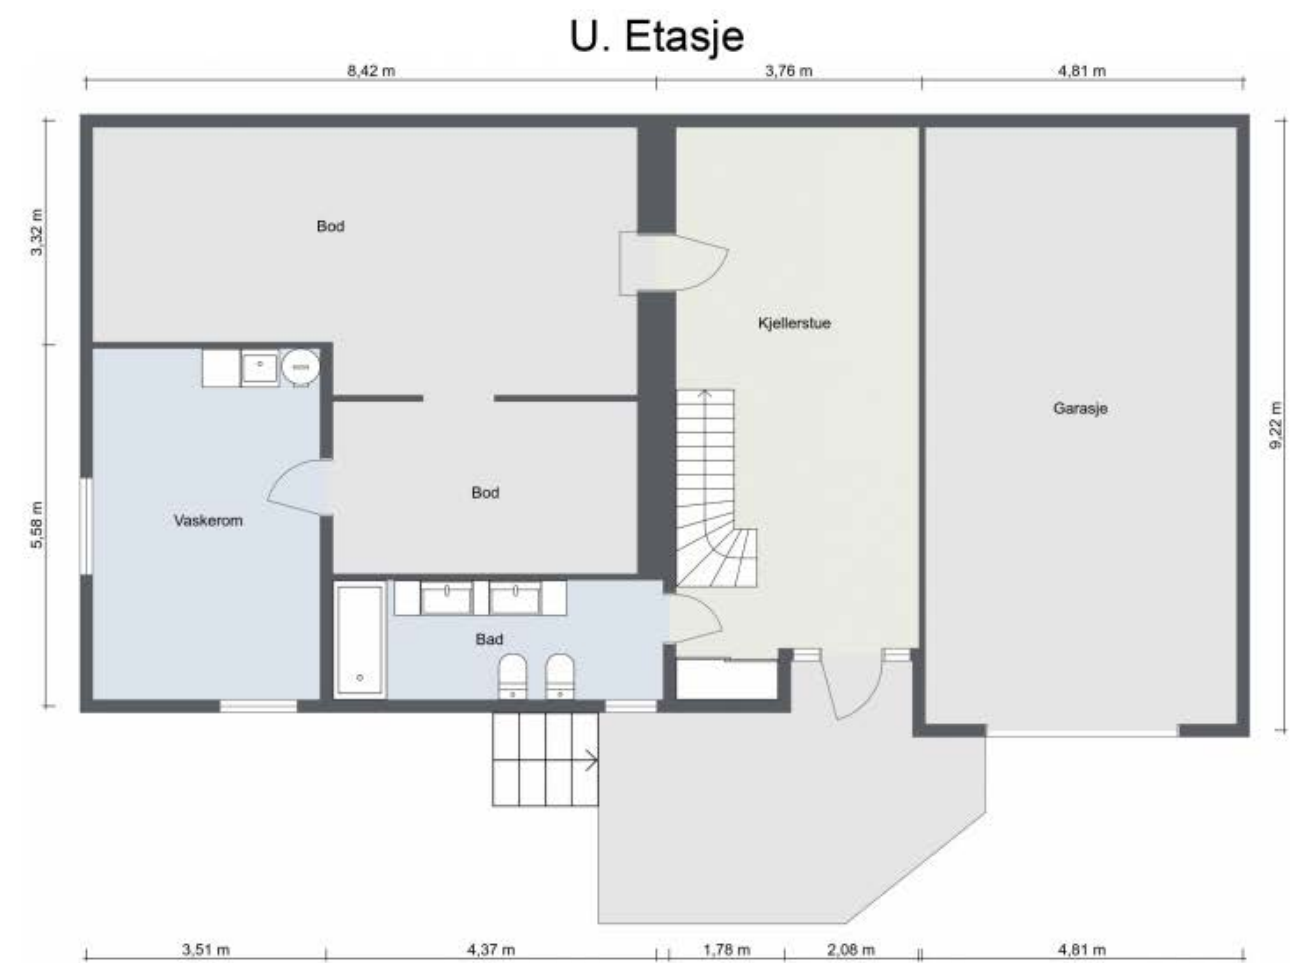 U. Etasje
8,42 m
3,76 m
4,81 m
3,32 m
Bod
Kjellerstue
Garasje
9,22 m
Bod
Vaskerom
5,58 m
Bad
3,51 m
4,37 m
1,78 m
2,08 m
4,81 m